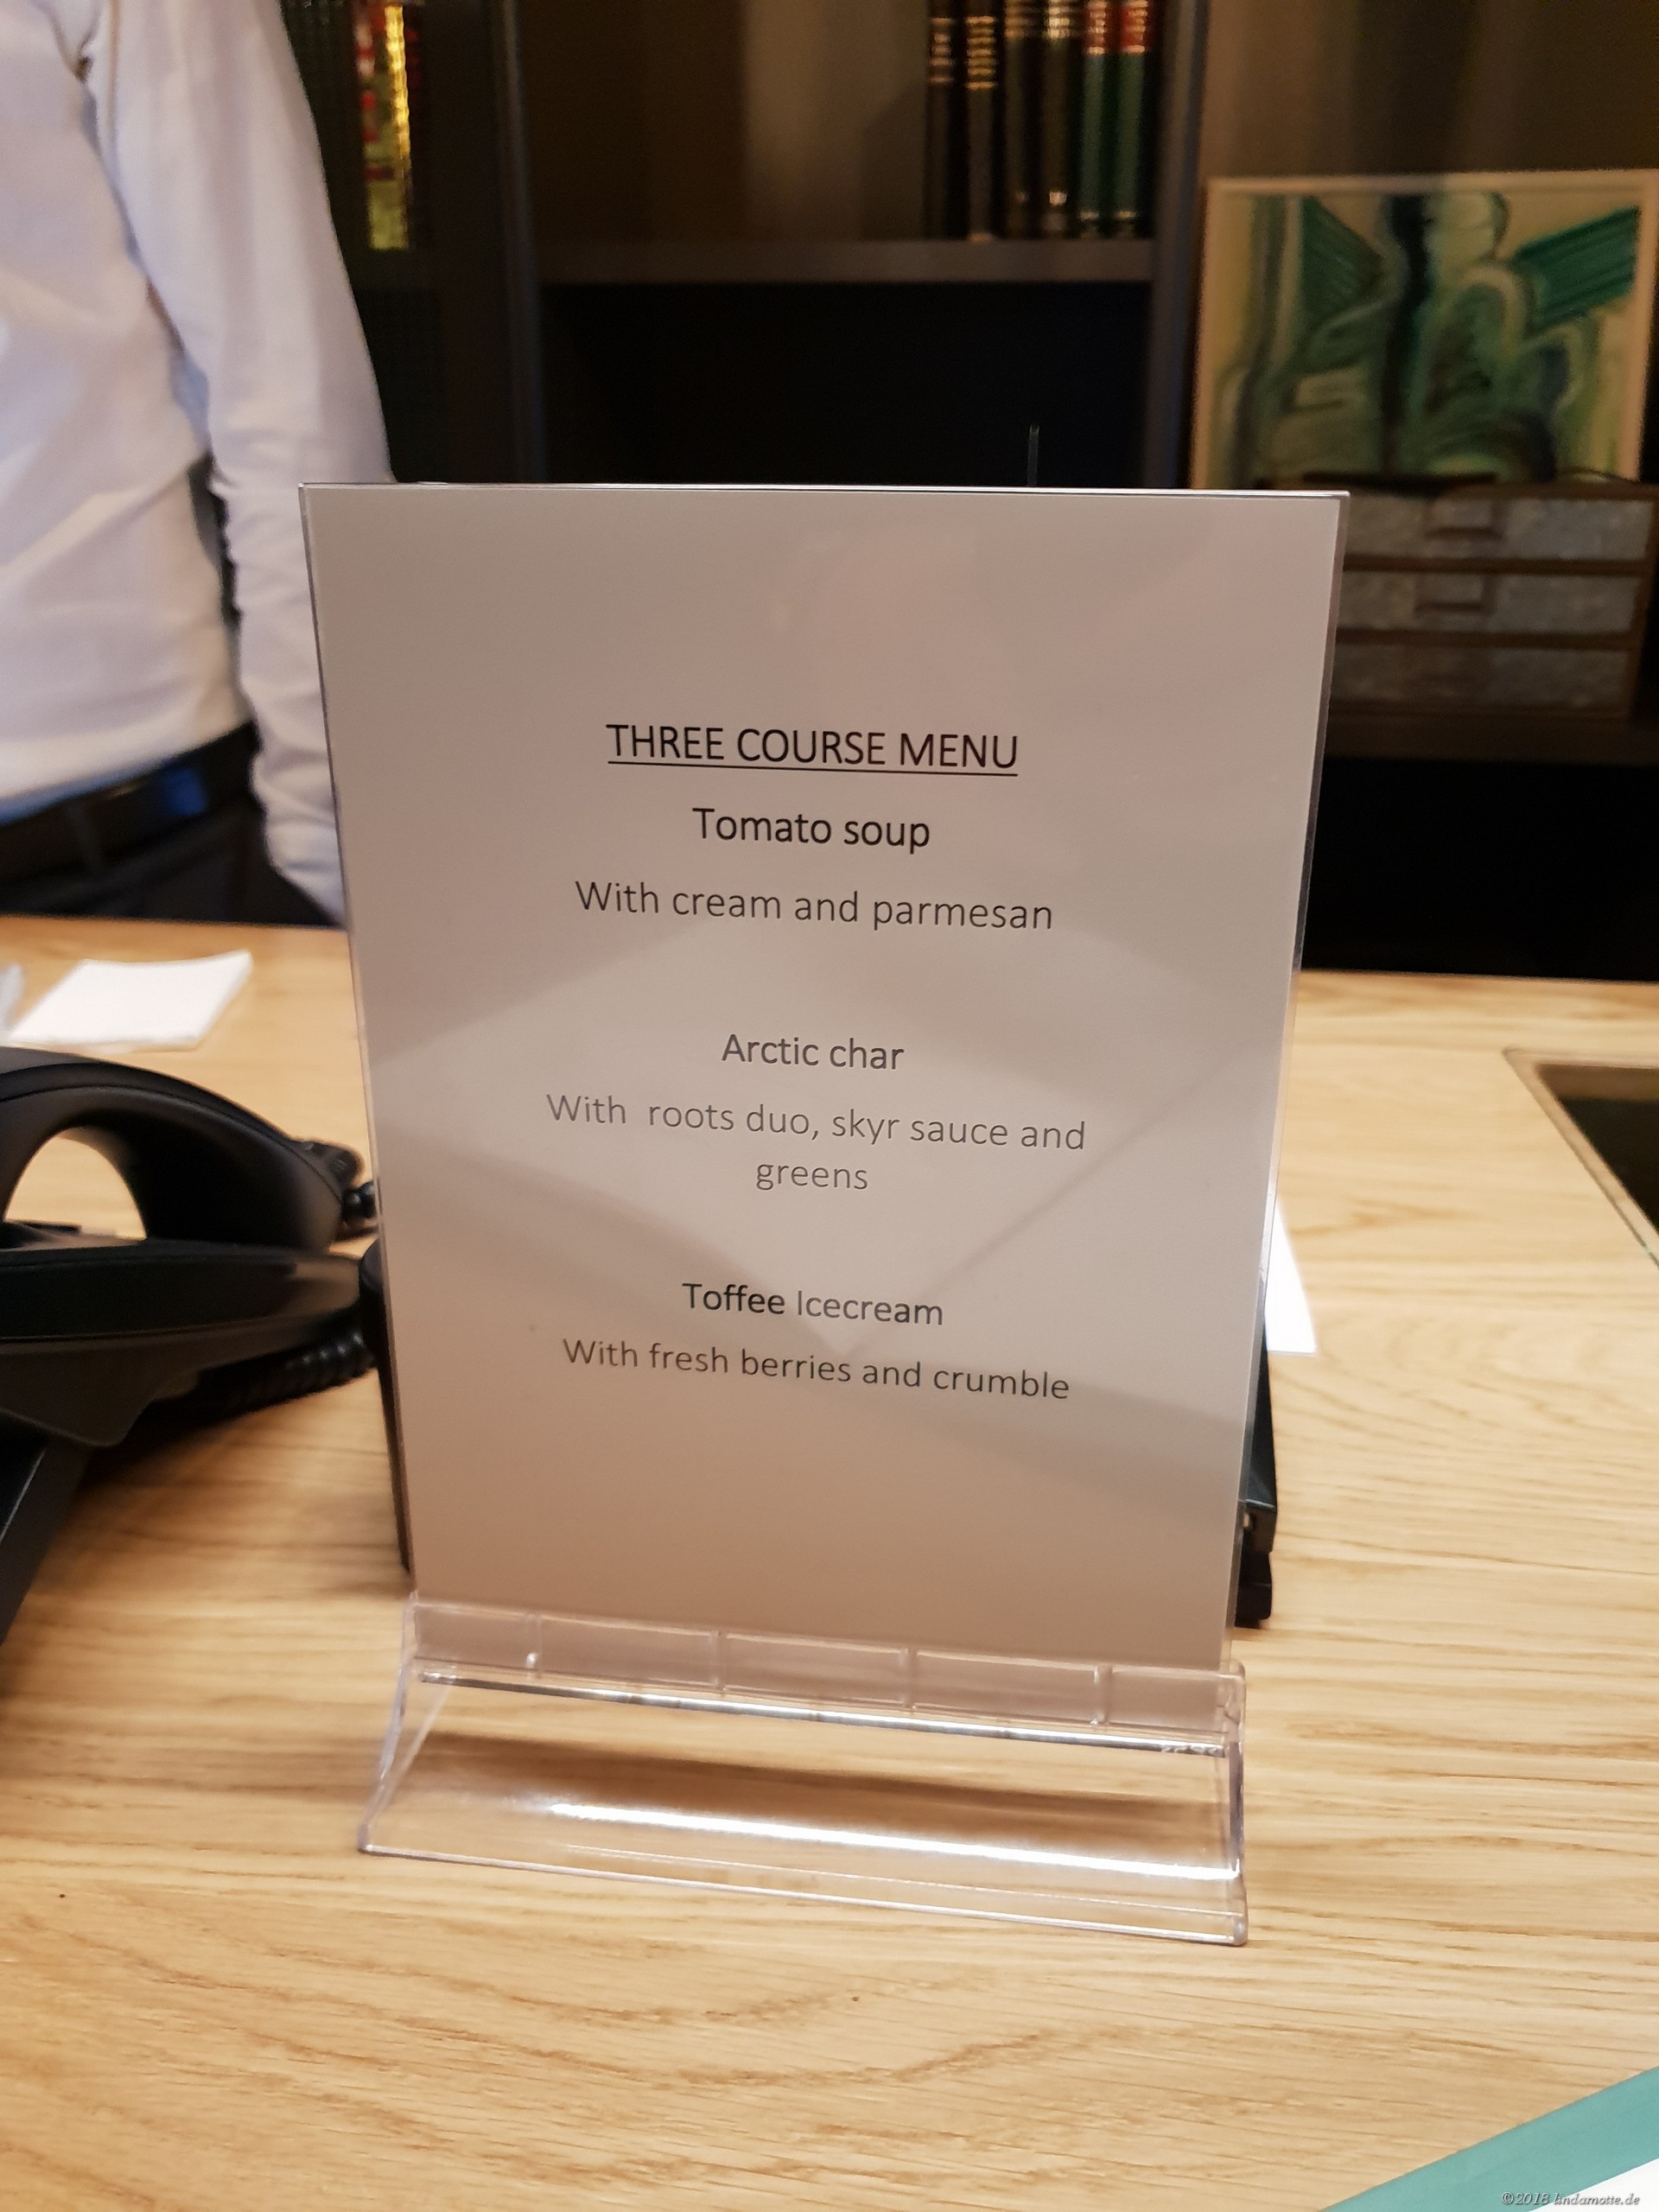 THREE COURSE MENU
Tomato soup
With cream and parmesan
Arctic char
With roots duo, skyr sauce and
greens
Toffee Icecream
With fresh berries and crumble
©2018 lindamotte.de